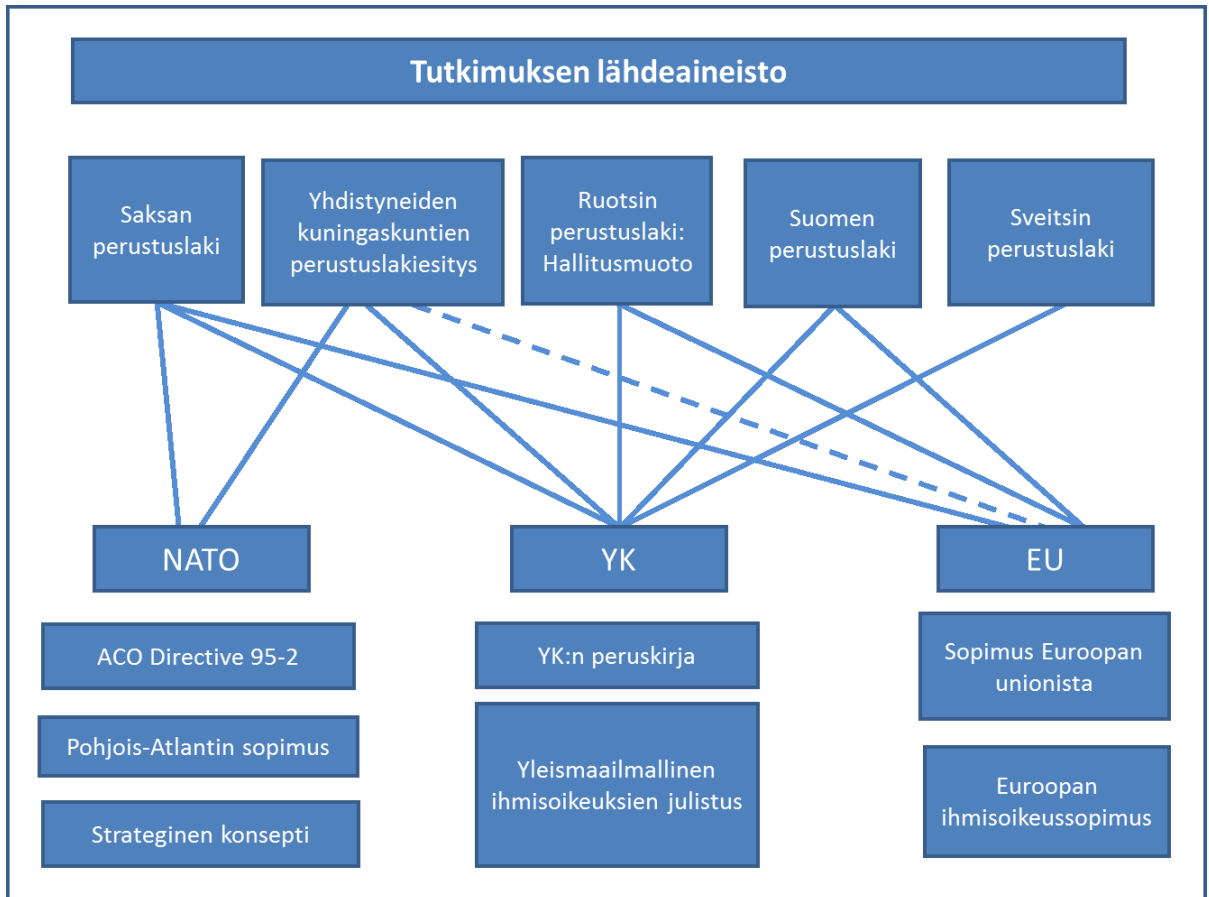 Tutkimuksen lähdeaineisto
Saksan
perustuslaki
Yhdistyneiden
kuningaskuntien
perustuslakiesitys
Ruotsin
perustuslaki:
Hallitusmuoto
Suomen
perustuslaki
Sveitsin
perustuslaki
NATO
YK
EU
ACO Directive 95-2
Pohjois-Atlantin sopimus
Strateginen konsepti
YK:n peruskirja
Yleismaailmallinen
ihmisoikeuksien julistus
Sopimus Euroopan
unionista
Euroopan
ihmisoikeussopimus